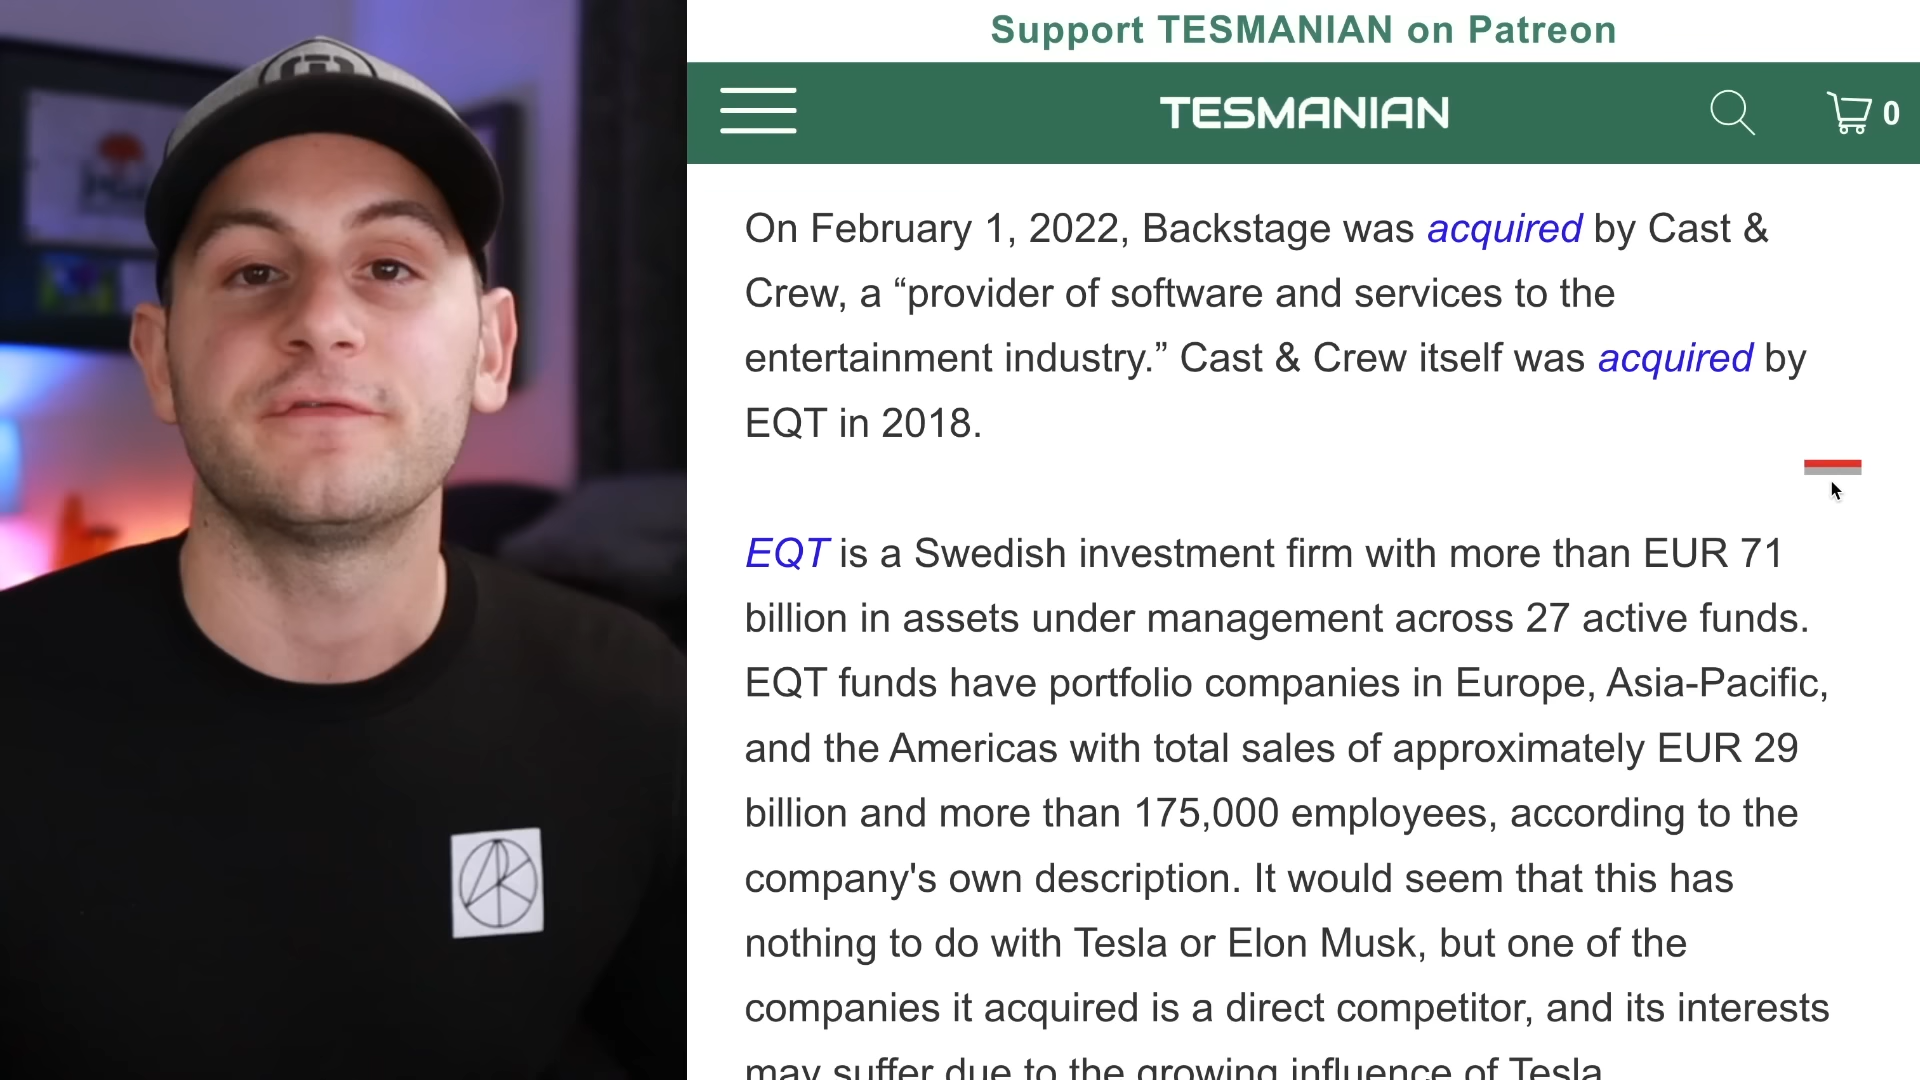 Support TESMANIAN on Patreon
TESMANIAN
0
On February 1, 2022, Backstage was acquired by Cast &
Crew, a “provider of software and services to the
entertainment industry.” Cast & Crew itself was acquired by
EQT in 2018.
EQT is a Swedish investment firm with more than EUR 71
billion in assets under management across 27 active funds.
EQT funds have portfolio companies in Europe, Asia-Pacific,
and the Americas with total sales of approximately EUR 29
billion and more than 175,000 employees, according to the
company's own description. It would seem that this has
nothing to do with Tesla or Elon Musk, but one of the
companies it acquired is a direct competitor, and its interests
may suffer due to the growing influence of Tesla.